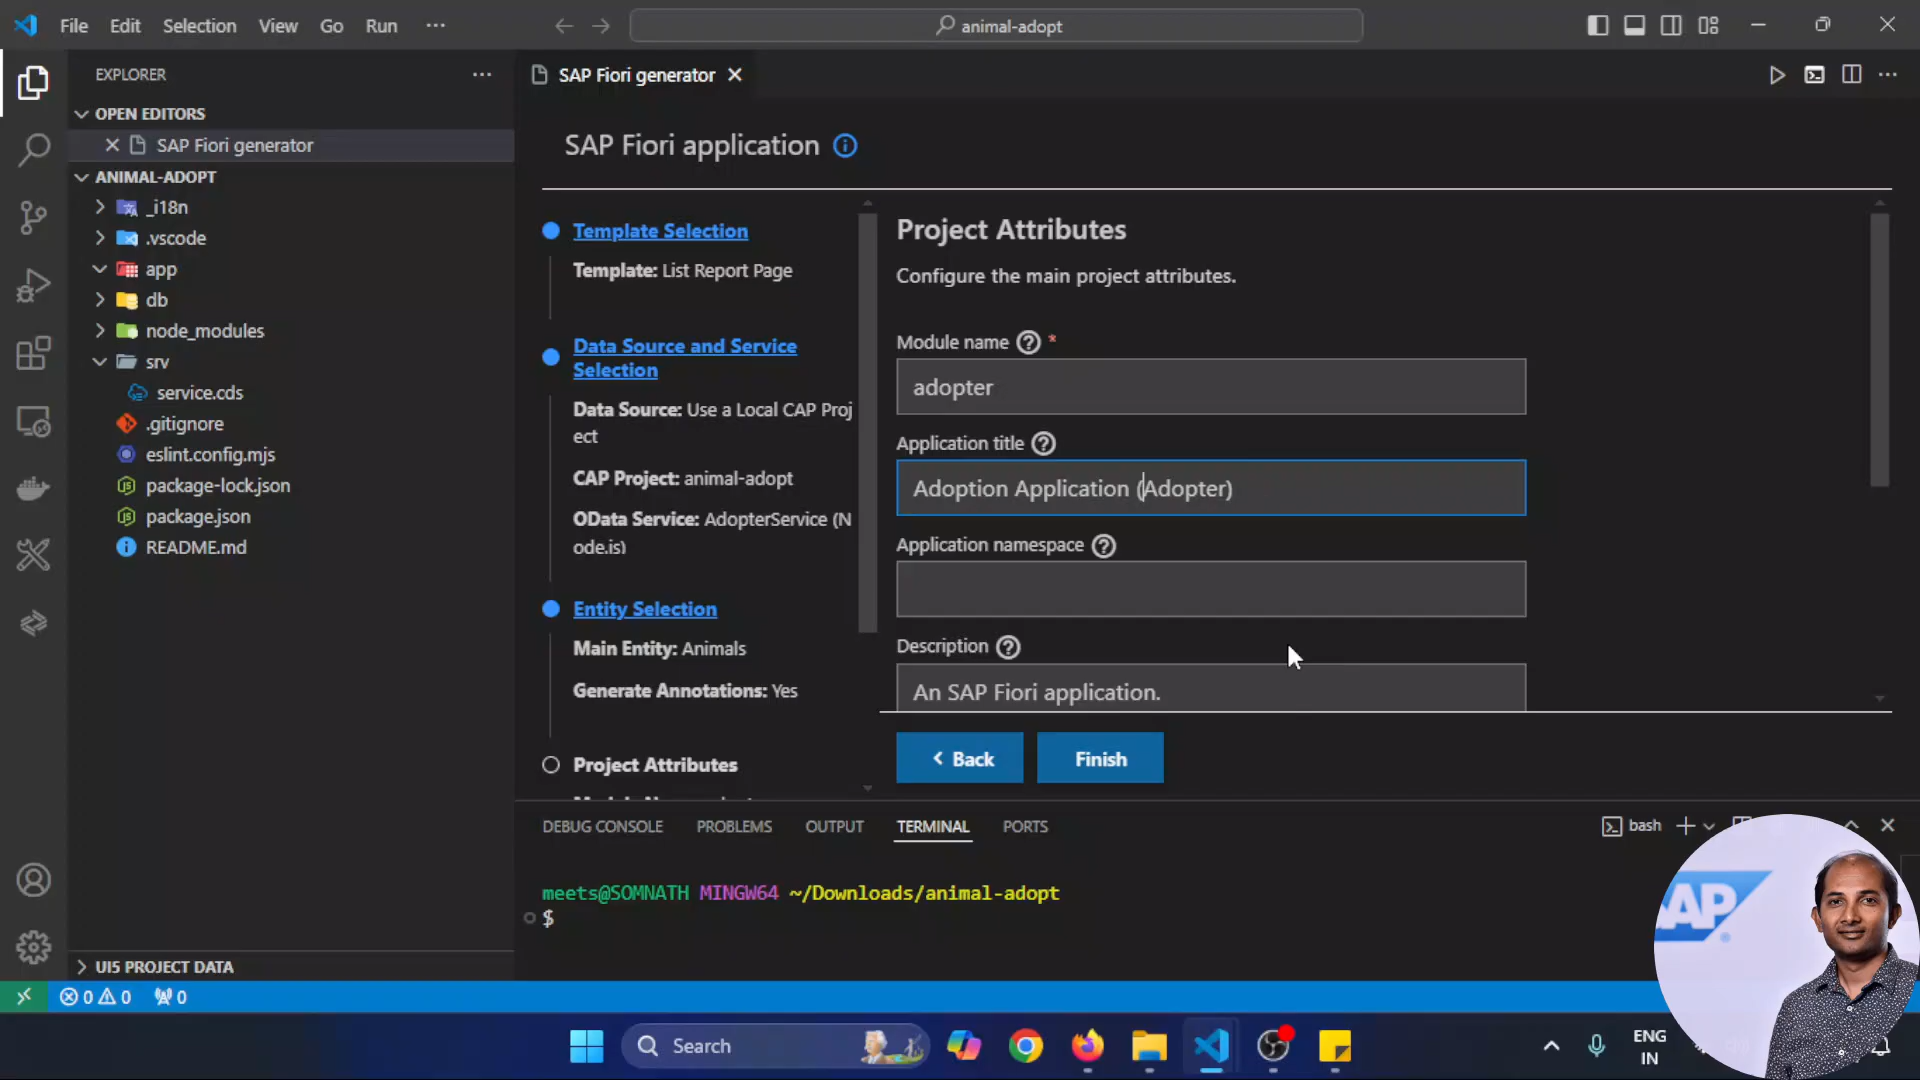 File Edit Selection View Go Run ···
animal-adopt
EXPLORER
OPEN EDITORS
SAP Fiori generator
ANIMAL-ADOPT
_i18n
.vscode
app
db
node_modules
srv
service.cds
.gitignore
eslint.config.mjs
package-lock.json
package.json
README.md
UI5 PROJECT DATA
SAP Fiori generator
SAP Fiori application
Template Selection
Template: List Report Page
Data Source and Service
Selection
Data Source: Use a Local CAP Proj
ect
CAP Project: animal-adopt
OData Service: AdopterService (N
ode.js)
Entity Selection
Main Entity: Animals
Generate Annotations: Yes
Project Attributes
Project Attributes
Configure the main project attributes.
Module name *
adopter
Application title
Adoption Application (Adopter)
Application namespace
Description
An SAP Fiori application.
< Back
Finish
DEBUG CONSOLE PROBLEMS OUTPUT TERMINAL PORTS
bash
meets@SOMNATH MINGW64 ~/Downloads/animal-adopt
$
0 0 0
Search
ENG
IN